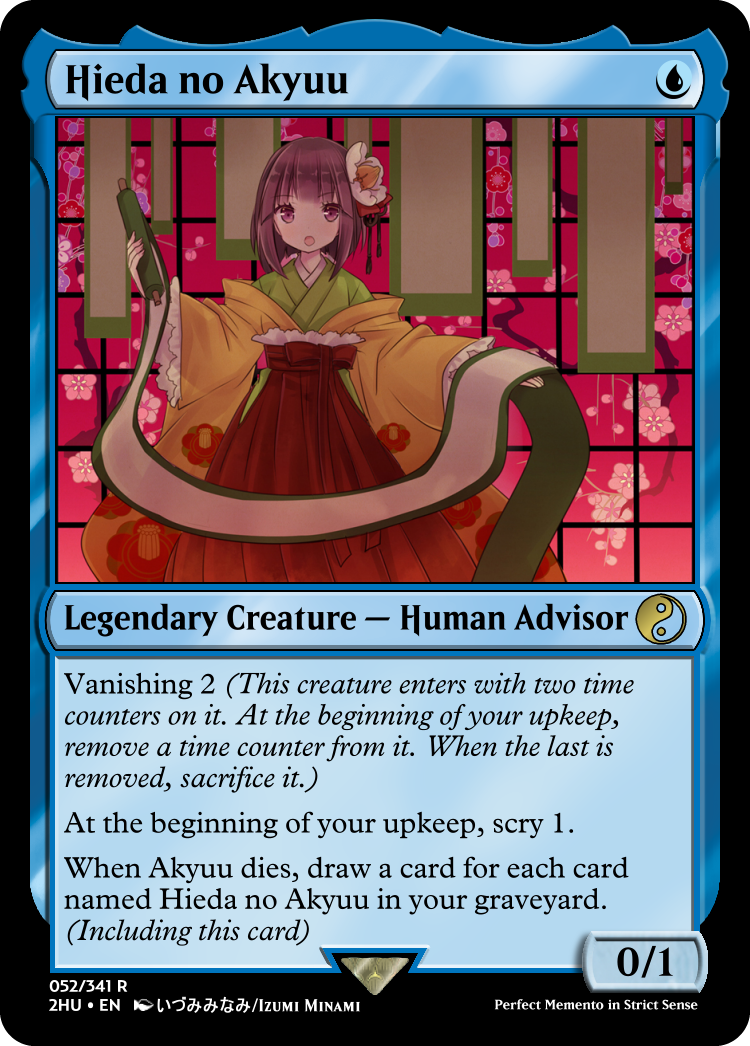 Hieda no Akyuu
Legendary Creature — Human Advisor
Vanishing 2 (This creature enters with two time
counters on it. At the beginning of your upkeep,
remove a time counter from it. When the last is
removed, sacrifice it.)
At the beginning of your upkeep, scry 1.
When Akyuu dies, draw a card for each card
named Hieda no Akyuu in your graveyard.
(Including this card)
0/1
052/341 R
2HU • EN いづみみなみ/Izumi Minami
Perfect Memento in Strict Sense